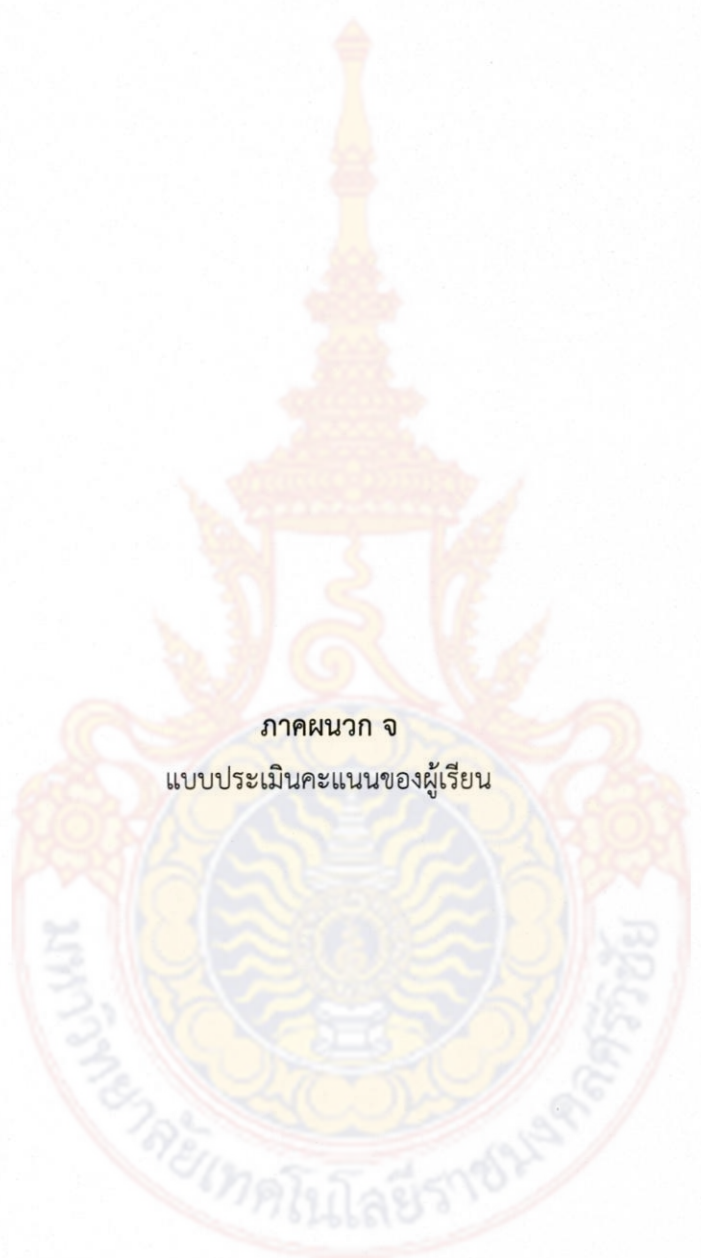 ภาคผนวก จ
แบบประเมินคะแนนของผู้เรียน
มหาวิทยาลัยเทคโนโลยีราชมงคลศรีวิชัย